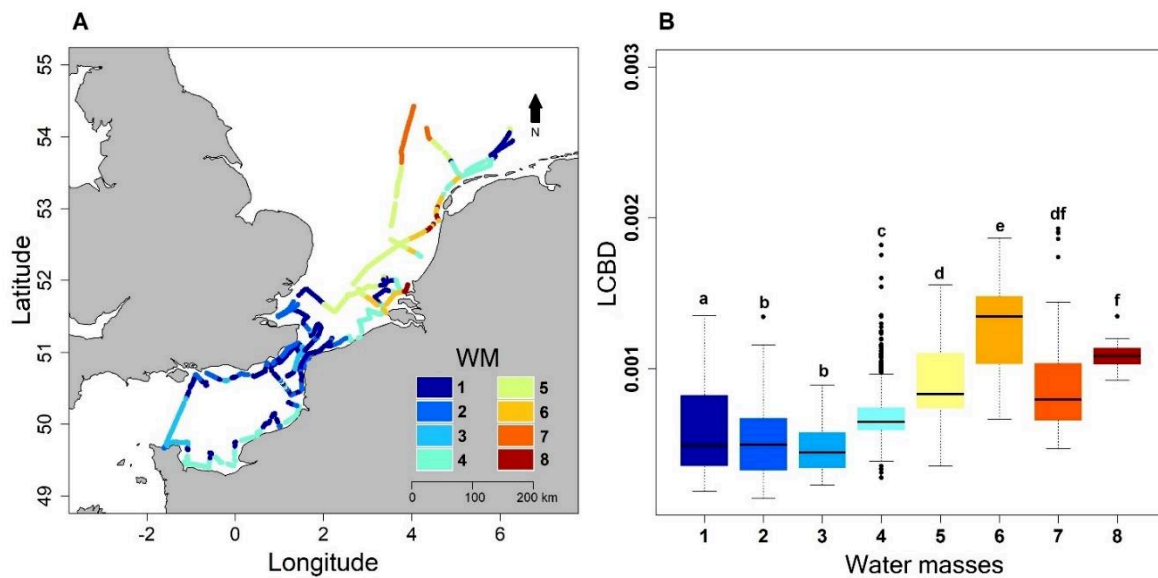 A
55
54
53
52
51
50
49
Latitude
N
WM
1
2
3
4
5
6
7
8
0 100 200 km
-2 0 2 4 6
Longitude
B
0.003
0.002
0.001
LCBD
a
b
b
c
d
e
df
f
1 2 3 4 5 6 7 8
Water masses